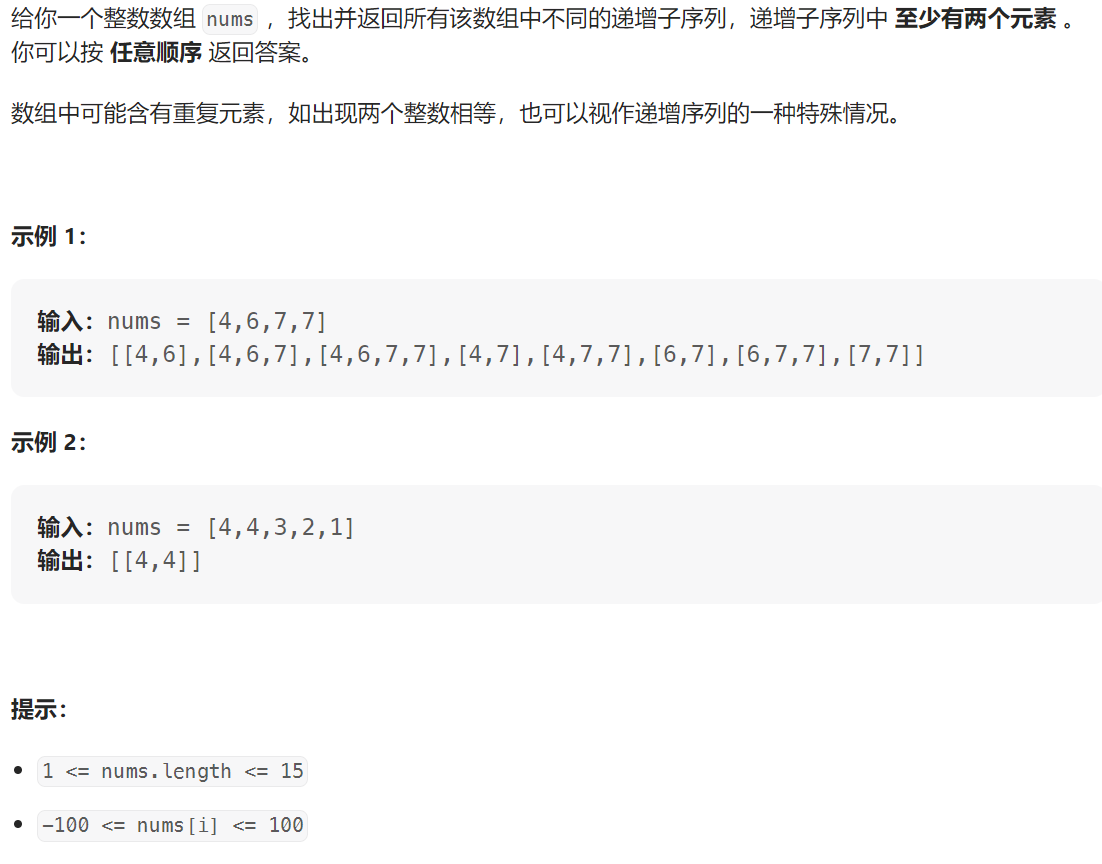 给你一个整数数组 nums ，找出并返回所有该数组中不同的递增子序列，递增子序列中 至少有两个元素 。
你可以按 任意顺序 返回答案。
数组中可能含有重复元素，如出现两个整数相等，也可以视作递增序列的一种特殊情况。
示例 1：
输入：nums = [4,6,7,7]
输出：[[4,6],[4,6,7],[4,6,7,7],[4,7],[4,7,7],[6,7],[6,7,7],[7,7]]
示例 2：
输入：nums = [4,4,3,2,1]
输出：[[4,4]]
提示：
• 1 <= nums.length <= 15
• -100 <= nums[i] <= 100